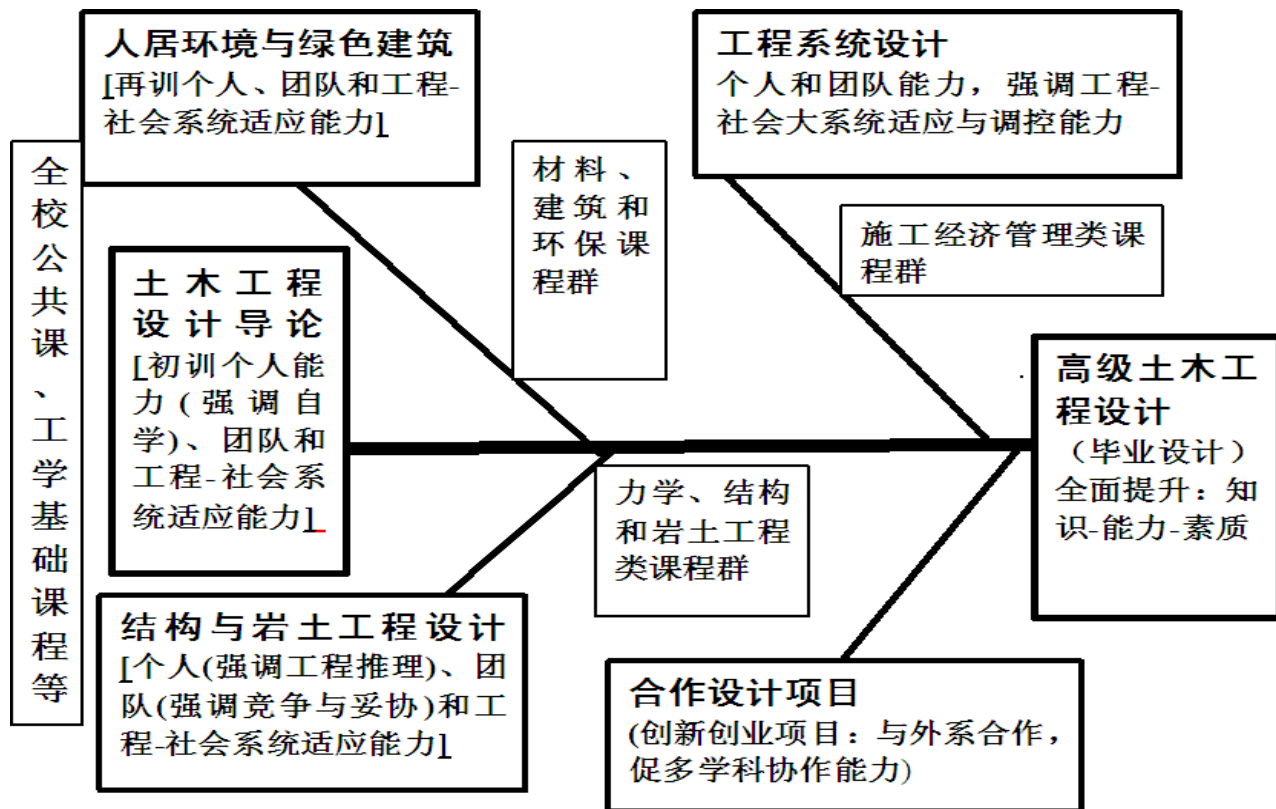 人居环境与绿色建筑
[再训个人、团队和工程-
社会系统适应能力]
工程系统设计
个人和团队能力，强调工程-
社会大系统适应与调控能力
全校公共课、工学基础课程等
材料、
建筑和
环保课
程群
施工经济管理类课
程群
土木工程
设计导论
[初训个人能
力(强调自
学)、团队和
工程-社会系
统适应能力]
高级土木工
程设计
（毕业设计）
全面提升：知
识-能力-素质
力学、结构
和岩土工程
类课程群
结构与岩土工程设计
[个人(强调工程推理)、团
队(强调竞争与妥协)和工
程-社会系统适应能力]
合作设计项目
(创新创业项目：与外系合作，
促多学科协作能力)